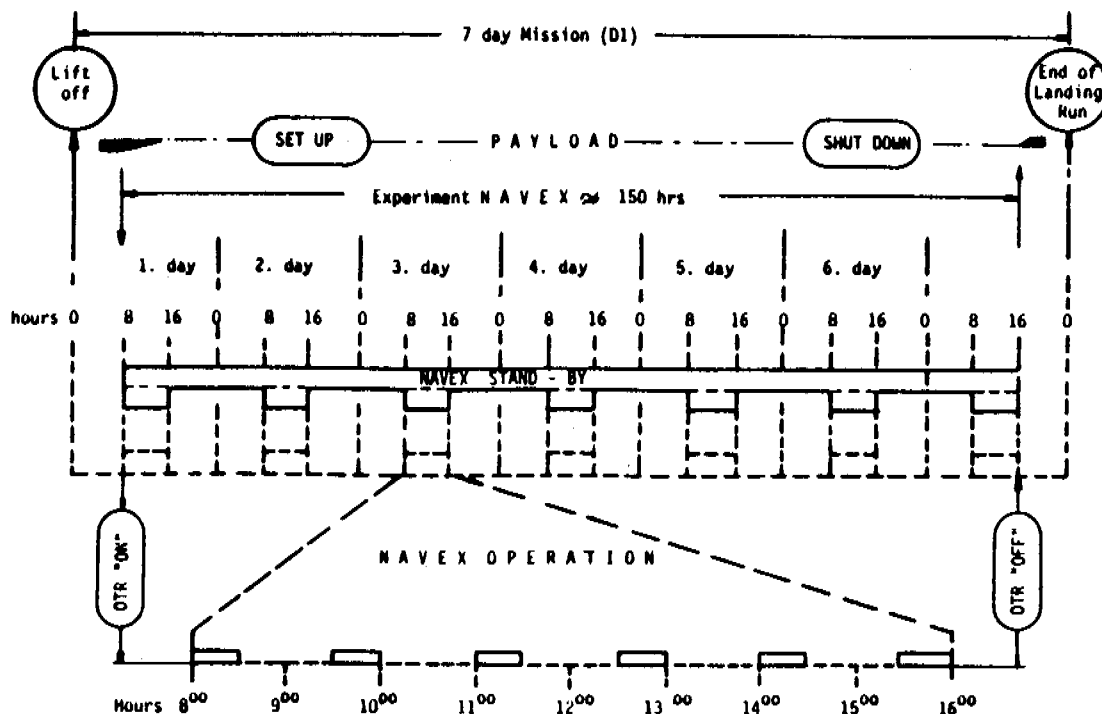 7 day Mission (D1)
Lift off
End of Landing Run
SET UP
PAYLOAD
SHUT DOWN
Experiment NAVEX ≈ 150 hrs
1. day 2. day 3. day 4. day 5. day 6. day
hours 0 8 16 0 8 16 0 8 16 0 8 16 0 8 16 0 8 16 0 8 16 0
NAVEX STAND - BY
OTR "ON"
OTR "OFF"
NAVEX OPERATION
Hours 8⁰⁰ 9⁰⁰ 10⁰⁰ 11⁰⁰ 12⁰⁰ 13⁰⁰ 14⁰⁰ 15⁰⁰ 16⁰⁰